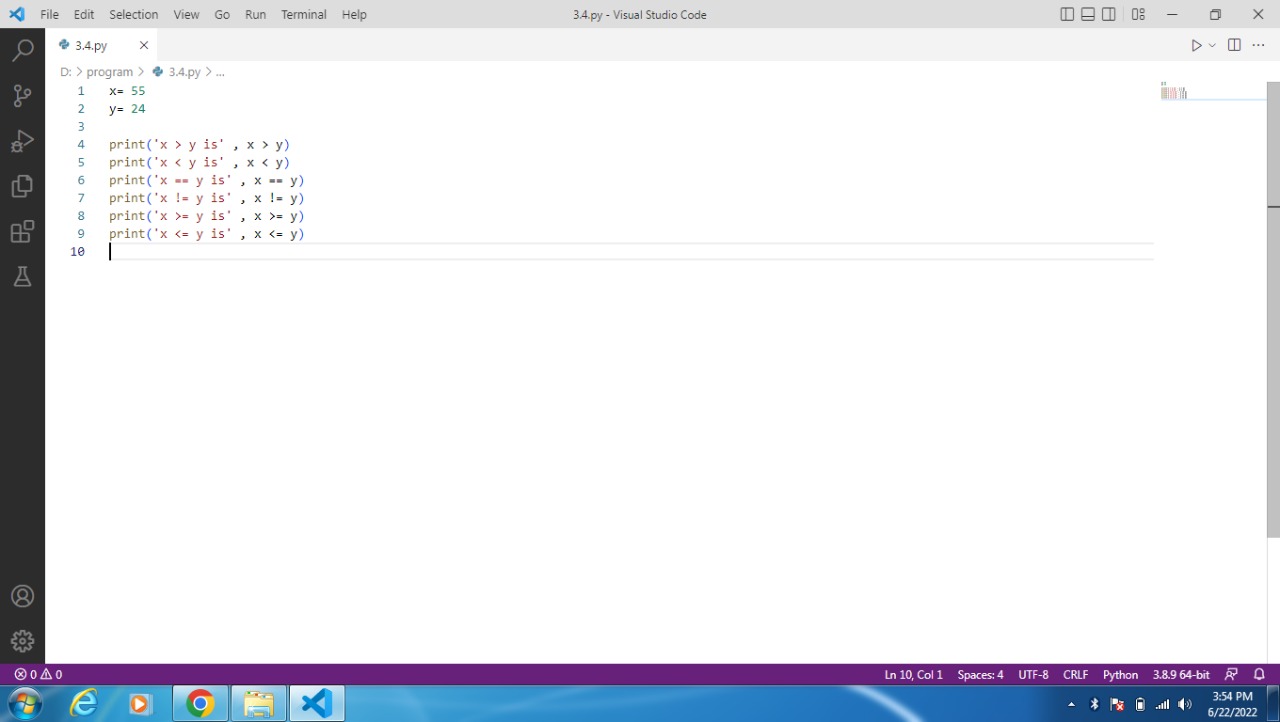 File Edit Selection View Go Run Terminal Help 3.4.py - Visual Studio Code
3.4.py
D: > program > 3.4.py > ...
1 x= 55
2 y= 24
3
4 print('x > y is' , x > y)
5 print('x < y is' , x < y)
6 print('x == y is' , x == y)
7 print('x != y is' , x != y)
8 print('x >= y is' , x >= y)
9 print('x <= y is' , x <= y)
10
0 0 Ln 10, Col 1 Spaces: 4 UTF-8 CRLF Python 3.8.9 64-bit
3:54 PM
6/22/2022